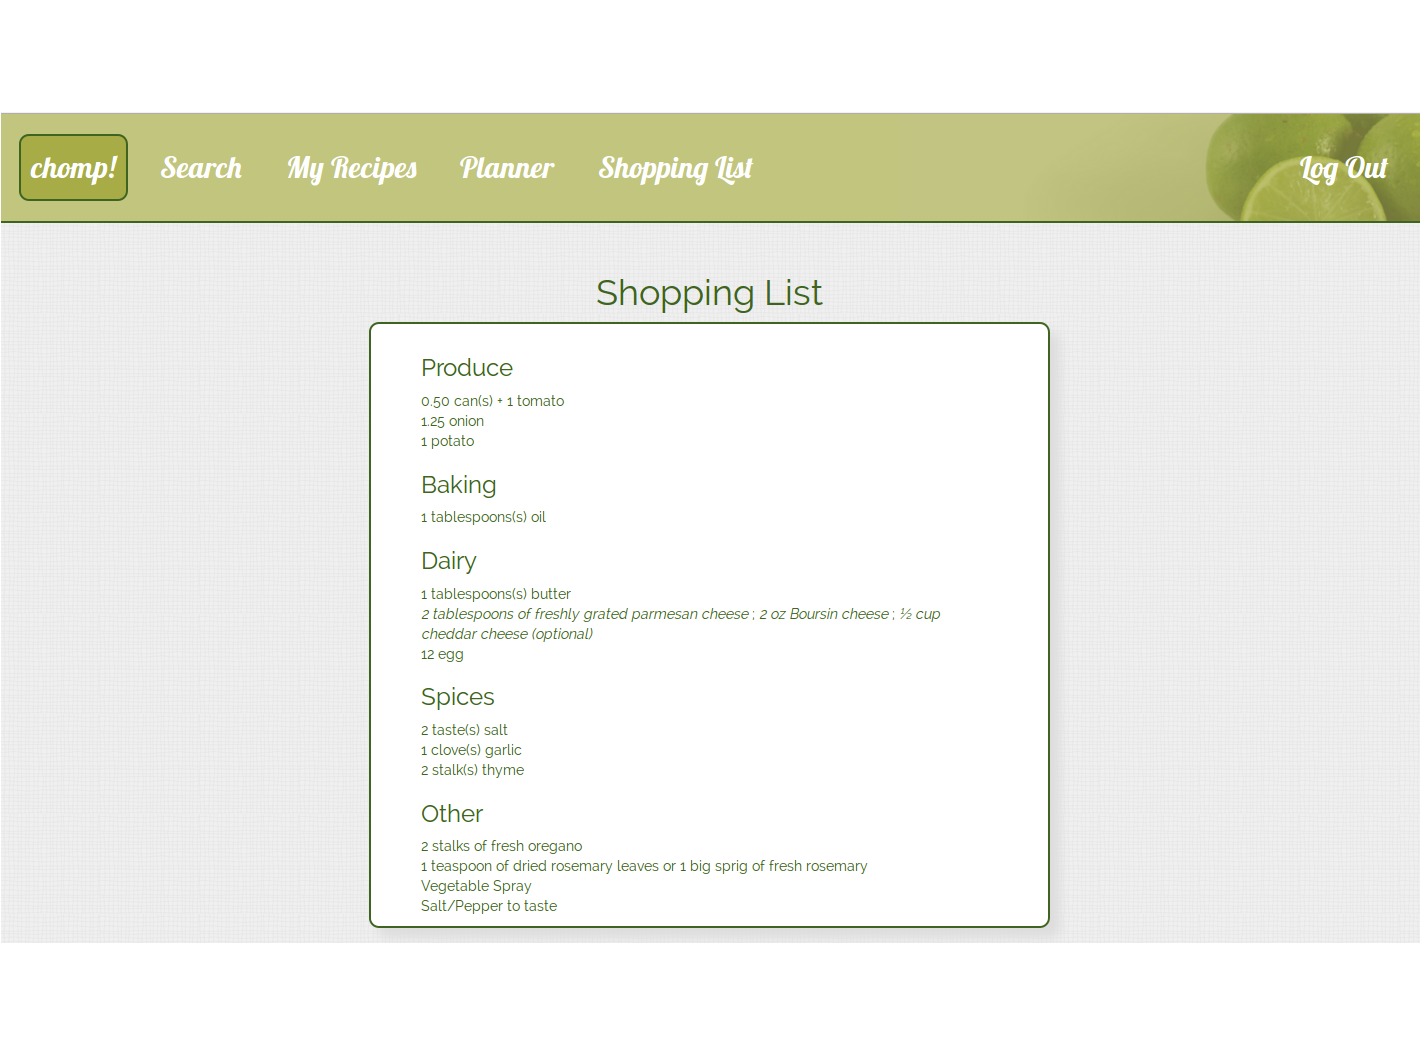 chomp! Search My Recipes Planner Shopping List Log Out
Shopping List
Produce
0.50 can(s) + 1 tomato
1.25 onion
1 potato
Baking
1 tablespoons(s) oil
Dairy
1 tablespoons(s) butter
2 tablespoons of freshly grated parmesan cheese ; 2 oz Boursin cheese ; ½ cup
cheddar cheese (optional)
12 egg
Spices
2 taste(s) salt
1 clove(s) garlic
2 stalk(s) thyme
Other
2 stalks of fresh oregano
1 teaspoon of dried rosemary leaves or 1 big sprig of fresh rosemary
Vegetable Spray
Salt/Pepper to taste